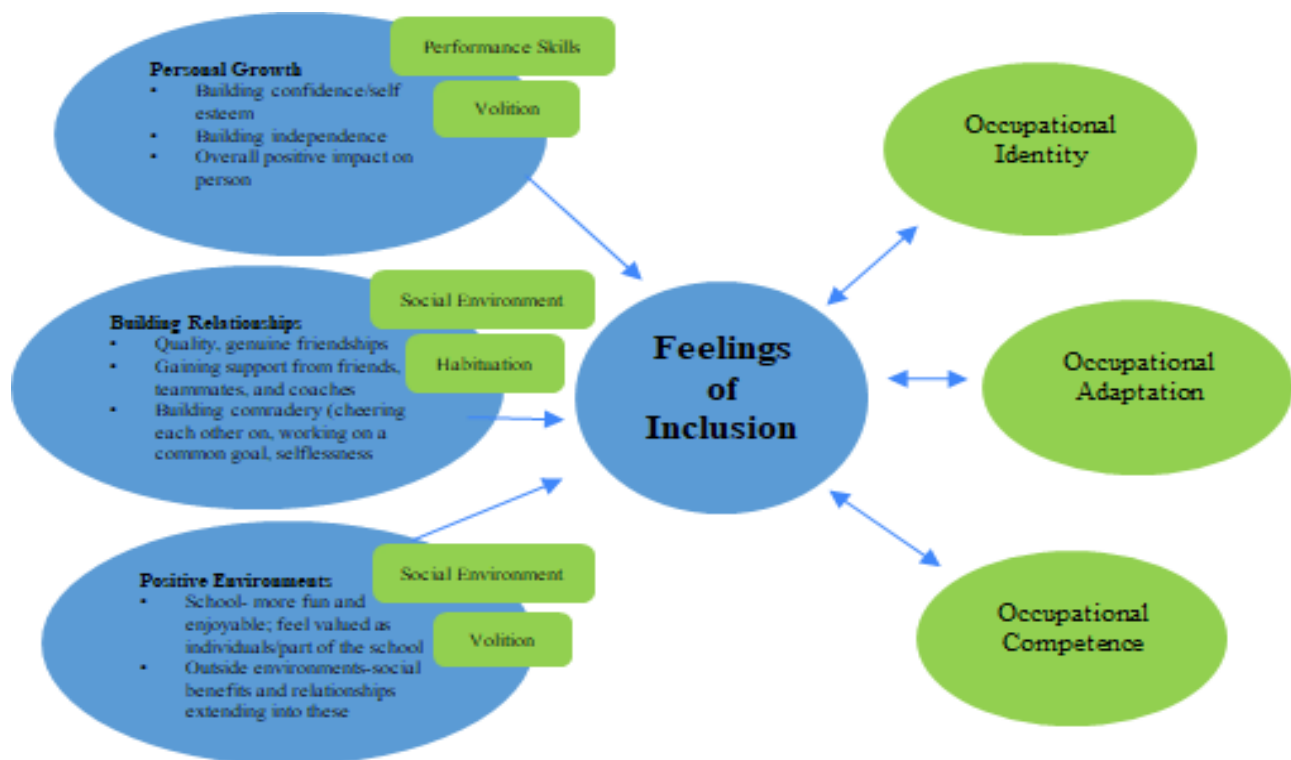 Performance Skills
Personal Growth
• Building confidence/self
esteem
Volition
• Building independence
• Overall positive impact on
person
Social Environment
Building Relationships
• Quality, genuine friendships
• Gaining support from friends,
teammates, and coaches
Habituation
• Building comradery (cheering
each other on, working on a
common goal, selflessness
Social Environment
Positive Environments
• School- more fun and
enjoyable; feel valued as
individuals/part of the school
Volition
• Outside environments-social
benefits and relationships
extending into these
Feelings
of
Inclusion
Occupational
Identity
Occupational
Adaptation
Occupational
Competence